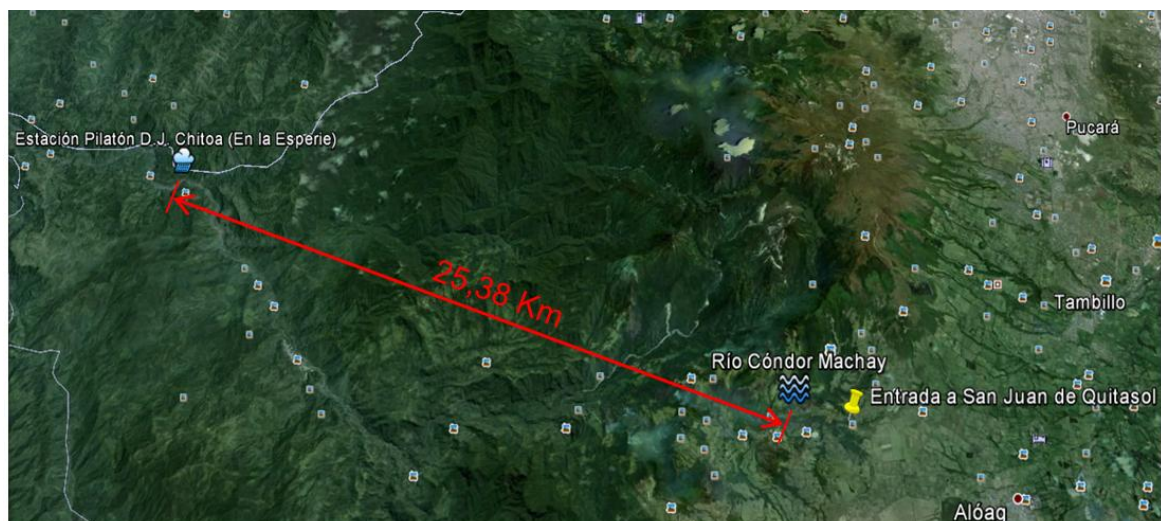 Estación Pilatón D.J. Chitoa (En la Esperie)
Pucará
25,38 Km
Tambillo
Río Cóndor Machay
Entrada a San Juan de Quitasol
Alóag